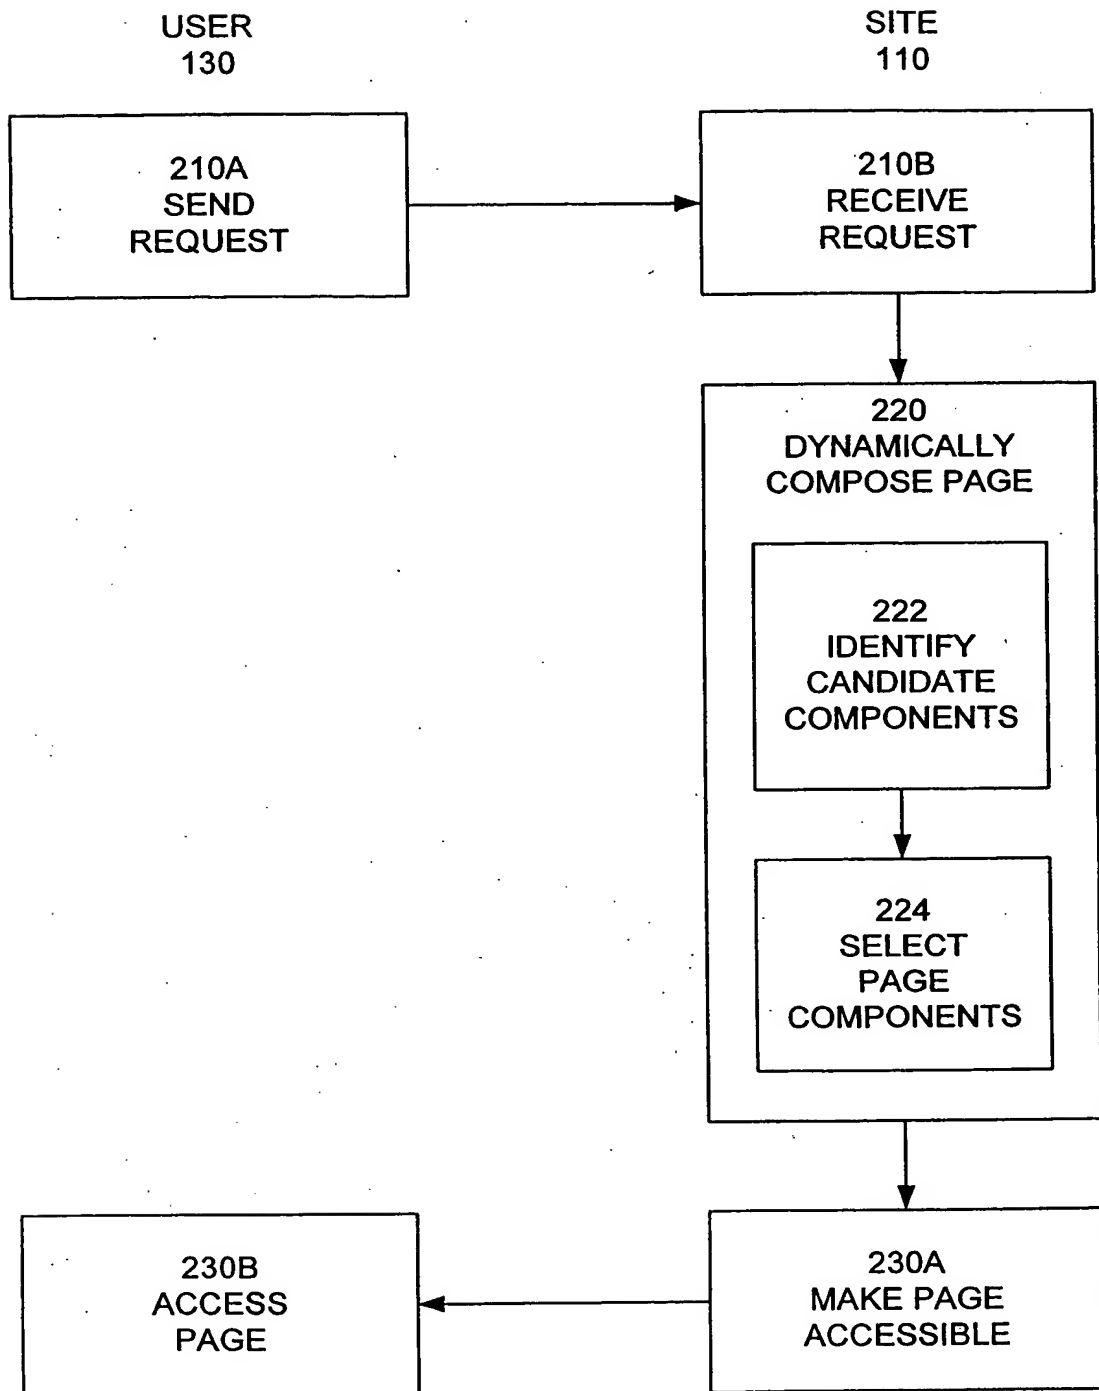 USER
130
SITE
110
210A
SEND
REQUEST
210B
RECEIVE
REQUEST
220
DYNAMICALLY
COMPOSE PAGE
222
IDENTIFY
CANDIDATE
COMPONENTS
224
SELECT
PAGE
COMPONENTS
230B
ACCESS
PAGE
230A
MAKE PAGE
ACCESSIBLE